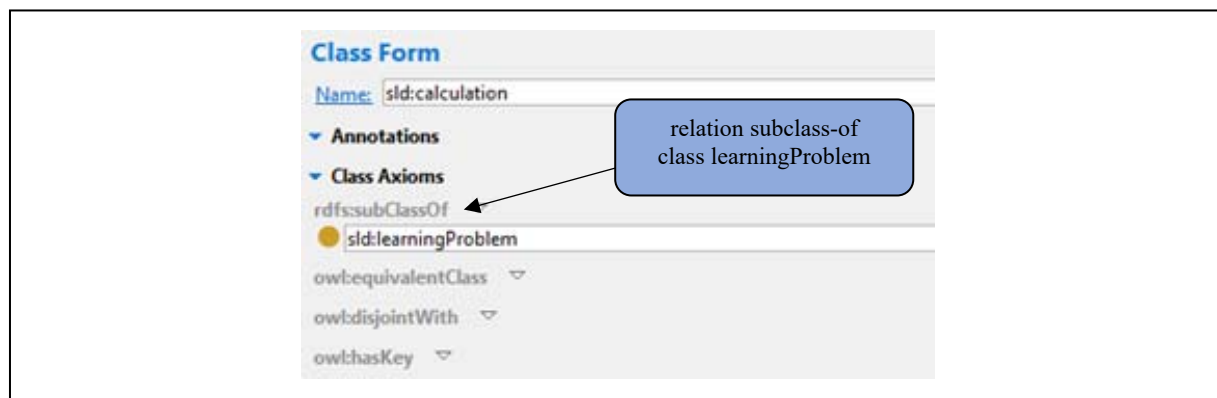 Class Form
Name: sld:calculation
Annotations
relation subclass-of
class learningProblem
Class Axioms
rdfs:subClassOf
sld:learningProblem
owl:equivalentClass
owl:disjointWith
owl:hasKey